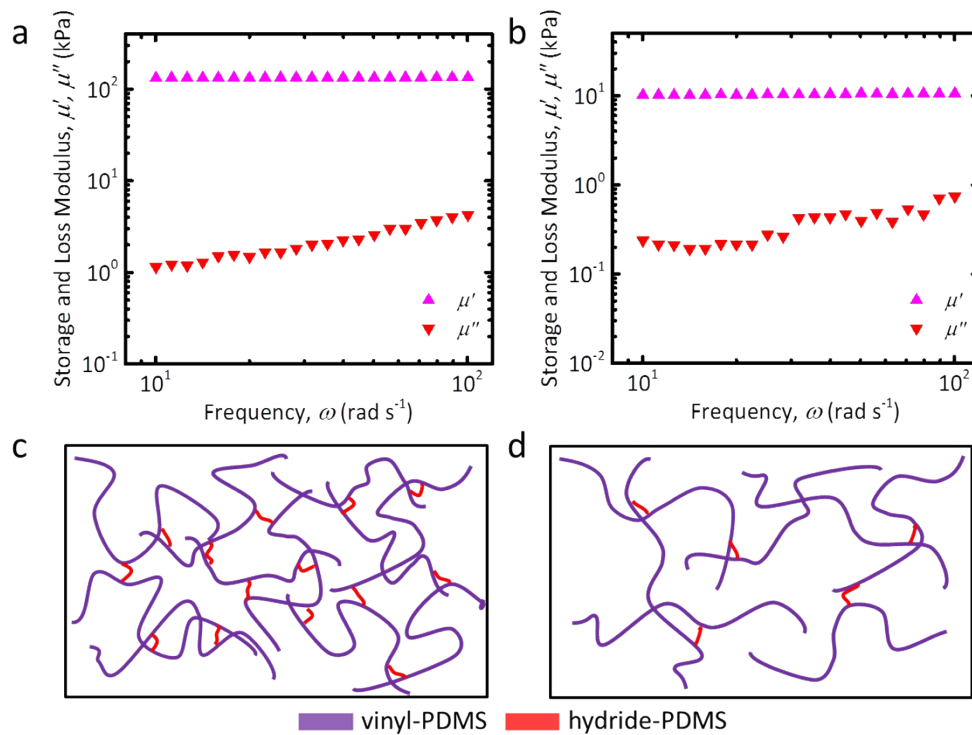 a
Storage and Loss Modulus, μ′, μ″ (kPa)
10²
10¹
10⁰
10⁻¹
μ′
μ″
10¹
10²
Frequency, ω (rad s⁻¹)
b
Storage and Loss Modulus, μ′, μ″ (kPa)
10¹
10⁰
10⁻¹
10⁻²
μ′
μ″
10¹
10²
Frequency, ω (rad s⁻¹)
c
d
vinyl-PDMS
hydride-PDMS